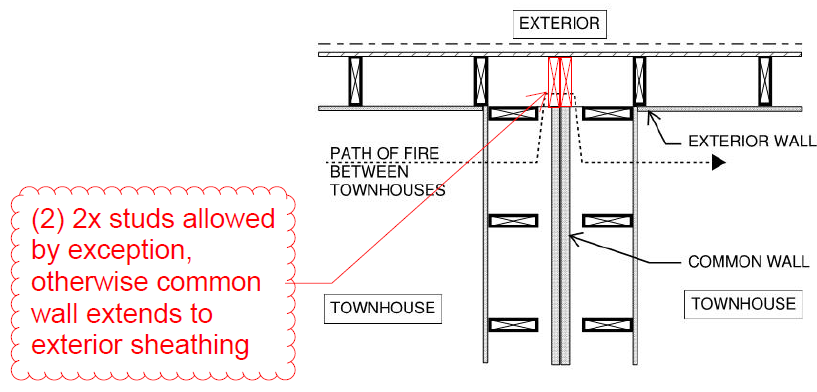 EXTERIOR
EXTERIOR WALL
PATH OF FIRE
BETWEEN
TOWNHOUSES
(2) 2x studs allowed
by exception,
otherwise common
wall extends to
exterior sheathing
COMMON WALL
TOWNHOUSE
TOWNHOUSE